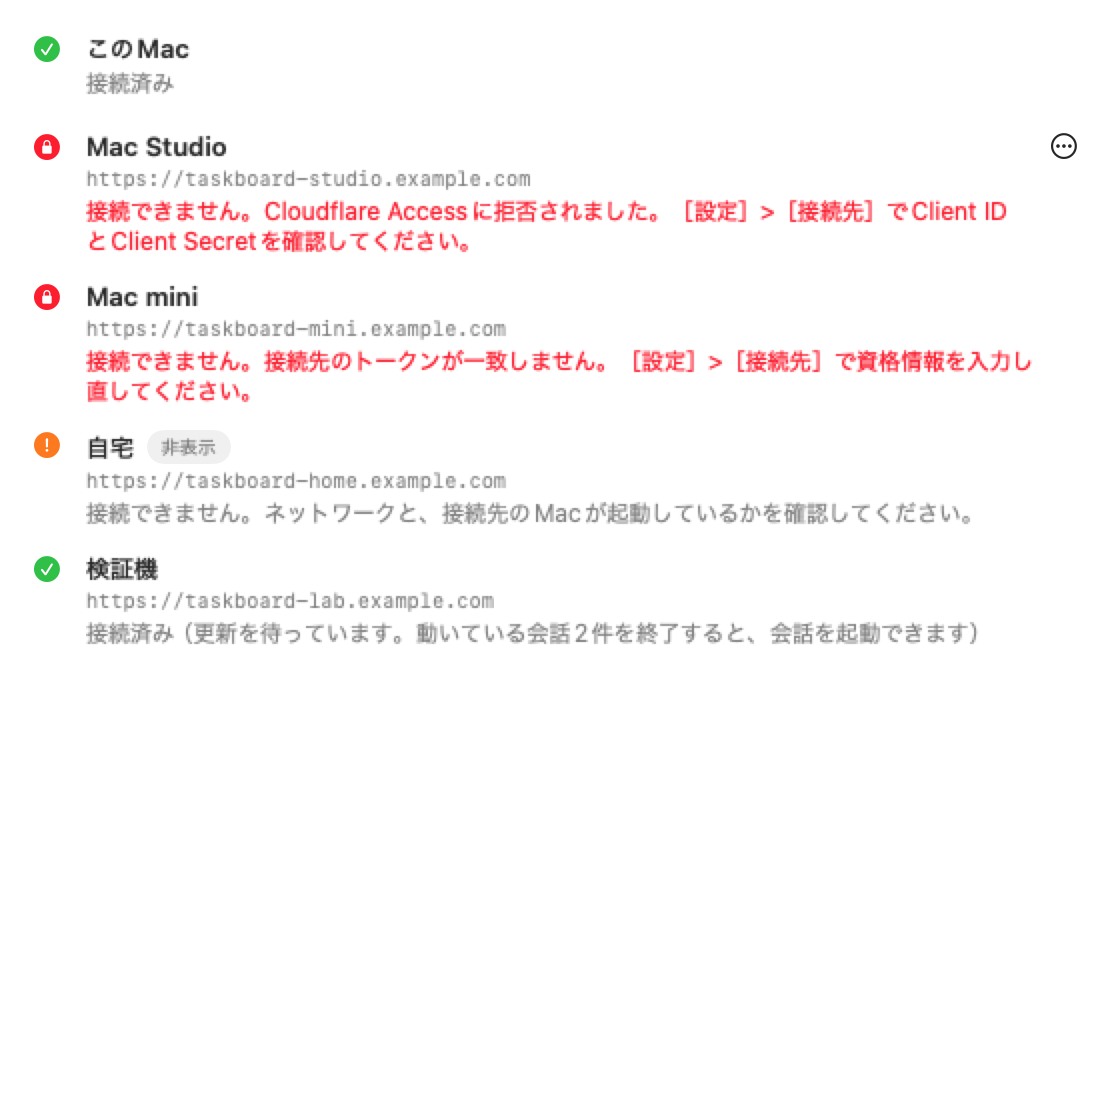 このMac
接続済み
Mac Studio
https://taskboard-studio.example.com
接続できません。Cloudflare Accessに拒否されました。［設定］>［接続先］でClient ID
とClient Secretを確認してください。
Mac mini
https://taskboard-mini.example.com
接続できません。接続先のトークンが一致しません。［設定］>［接続先］で資格情報を入力し
直してください。
自宅 非表示
https://taskboard-home.example.com
接続できません。ネットワークと、接続先のMacが起動しているかを確認してください。
検証機
https://taskboard-lab.example.com
接続済み（更新を待っています。動いている会話2件を終了すると、会話を起動できます）